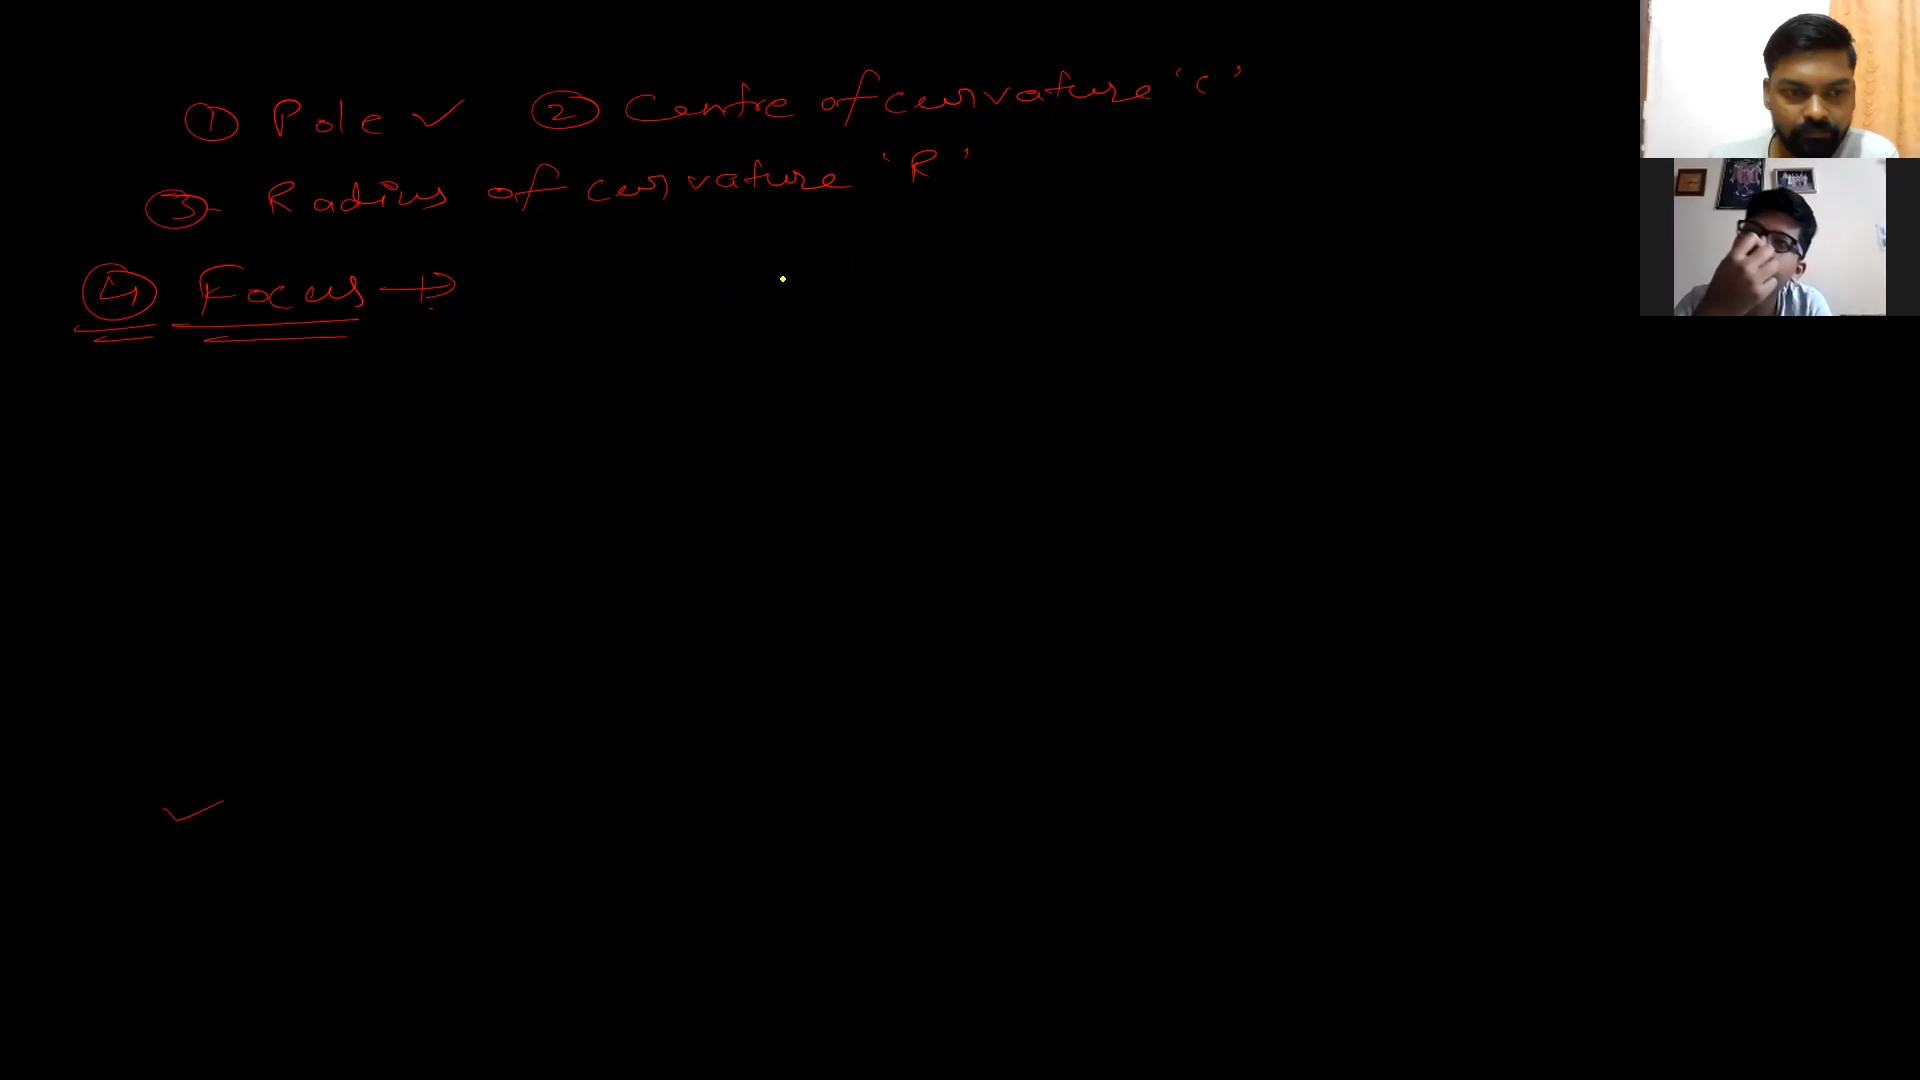 ① Pole ✓ ② Centre of curvature 'c'
③ Radius of curvature 'R'
④ Focus →